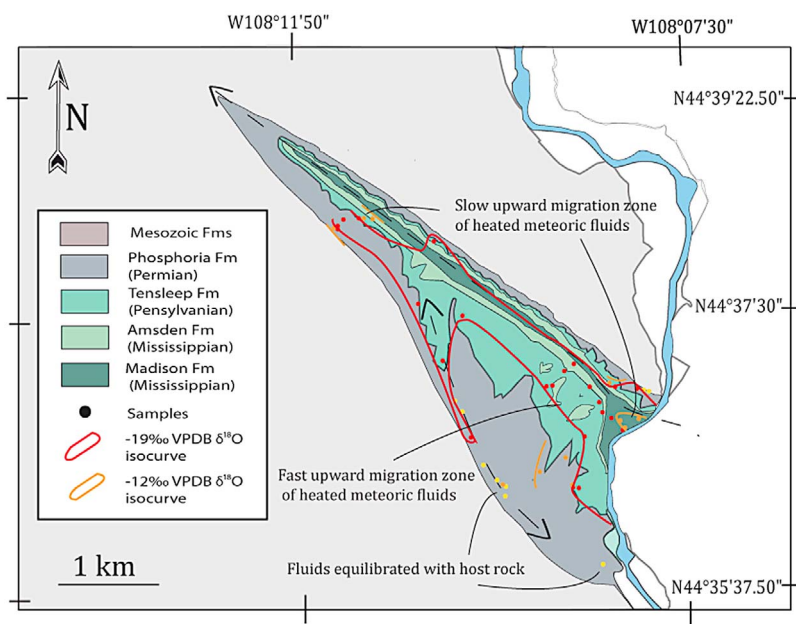 W108°11'50"
W108°07'30"
N44°39'22.50"
N
Slow upward migration zone
of heated meteoric fluids
Mesozoic Fms
Phosphoria Fm
(Permian)
Tensleep Fm
(Pensylvanian)
Amsden Fm
(Mississippian)
Madison Fm
(Mississippian)
Samples
-19‰ VPDB δ¹⁸O
isocurve
-12‰ VPDB δ¹⁸O
isocurve
N44°37'30"
Fast upward migration zone
of heated meteoric fluids
Fluids equilibrated with host rock
1 km
N44°35'37.50"